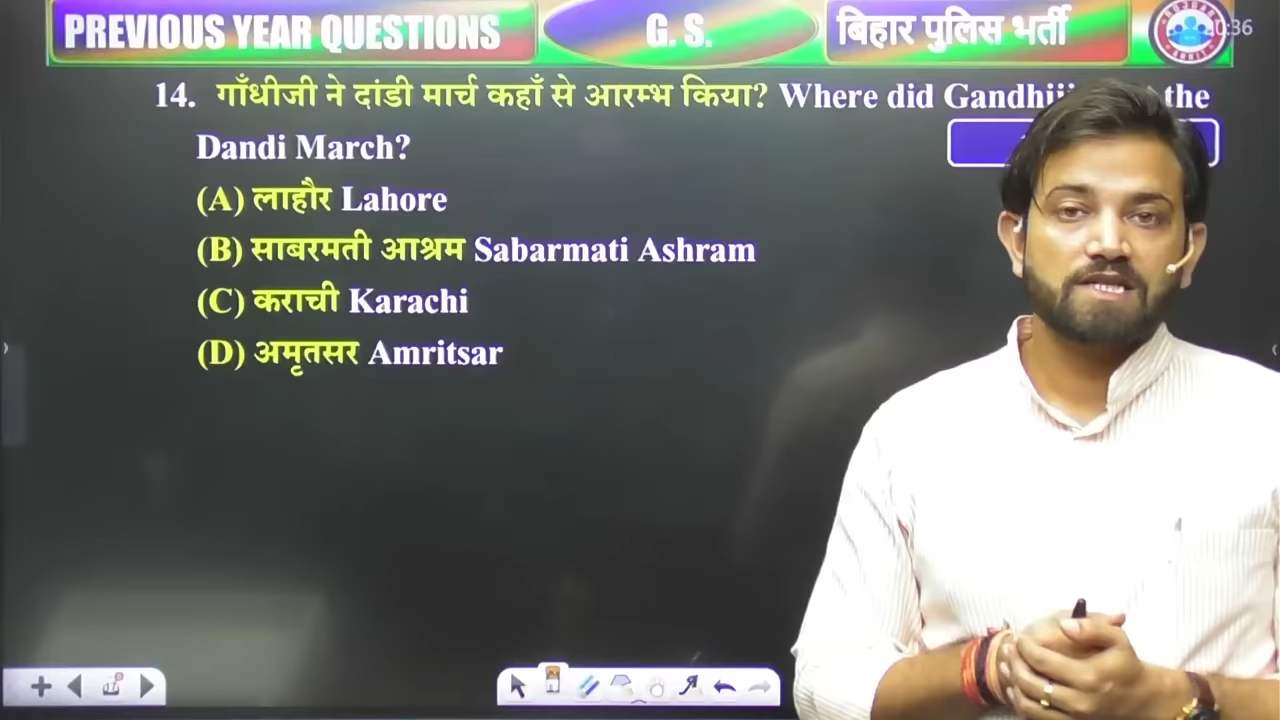 PREVIOUS YEAR QUESTIONS G. S. बिहार पुलिस भर्ती
14. गाँधीजी ने दांडी मार्च कहाँ से आरम्भ किया? Where did the
Dandi March?
(A) लाहौर Lahore
(B) साबरमती आश्रम Sabarmati Ashram
(C) कराची Karachi
(D) अमृतसर Amritsar